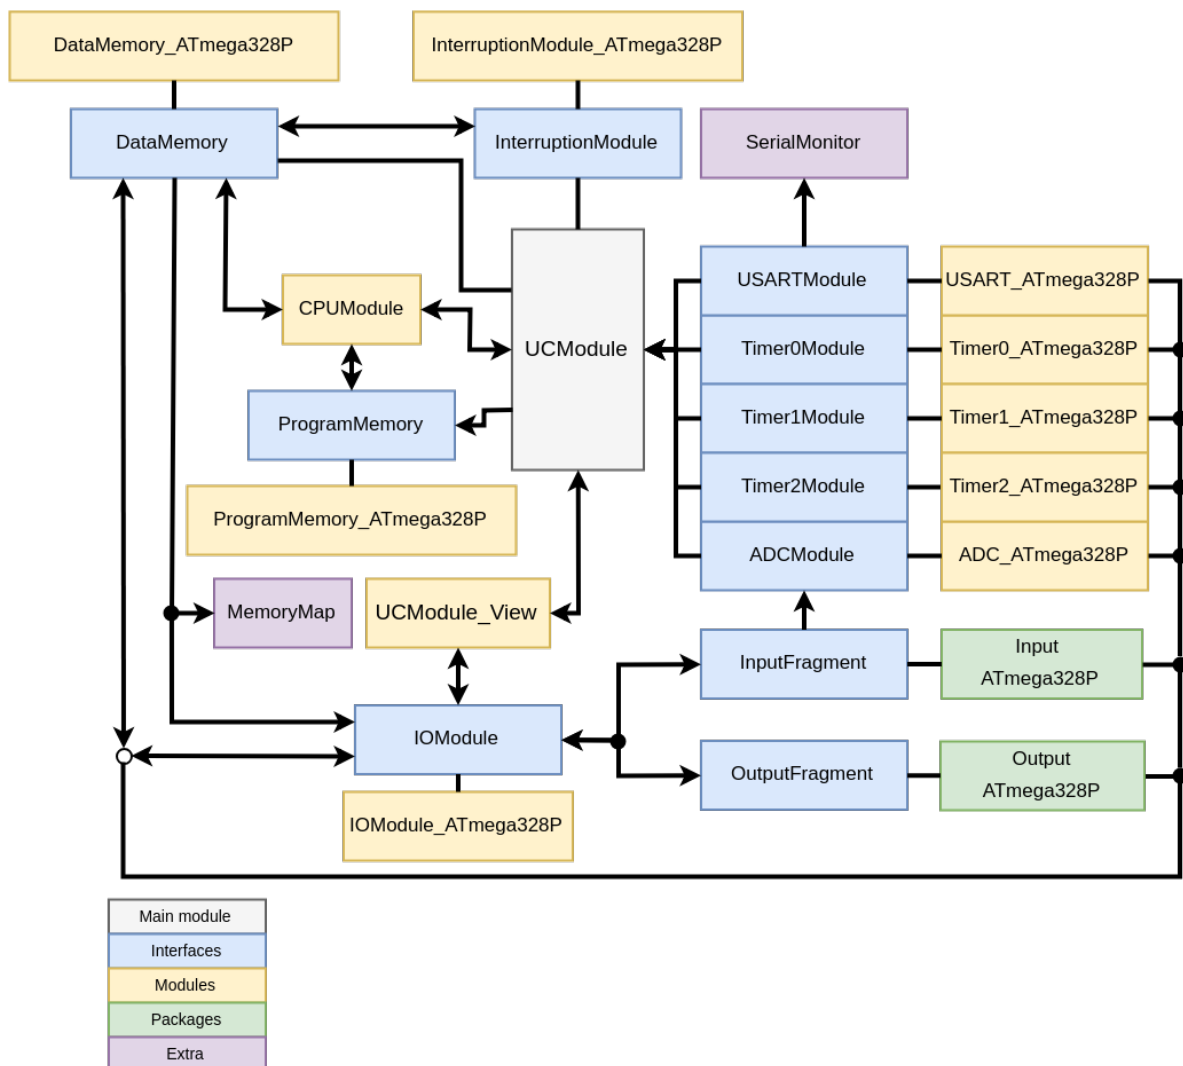 DataMemory_ATmega328P
InterruptionModule_ATmega328P
DataMemory
InterruptionModule
SerialMonitor
USARTModule
USART_ATmega328P
CPUModule
UCModule
Timer0Module
Timer0_ATmega328P
Timer1Module
Timer1_ATmega328P
ProgramMemory
Timer2Module
Timer2_ATmega328P
ProgramMemory_ATmega328P
ADCModule
ADC_ATmega328P
MemoryMap
UCModule_View
InputFragment
Input
ATmega328P
IOModule
OutputFragment
Output
ATmega328P
IOModule_ATmega328P
Main module
Interfaces
Modules
Packages
Extra